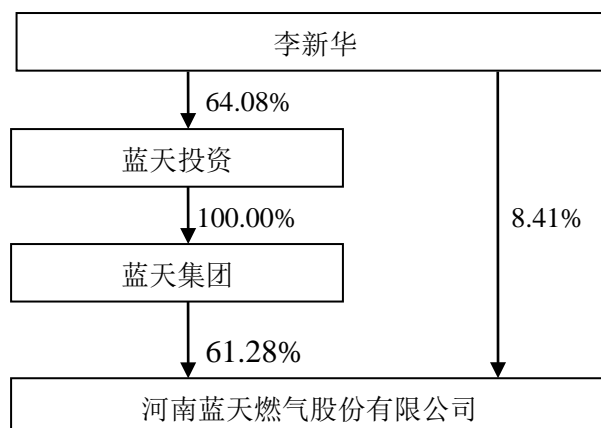 李新华
64.08%
蓝天投资
100.00%
8.41%
蓝天集团
61.28%
河南蓝天燃气股份有限公司